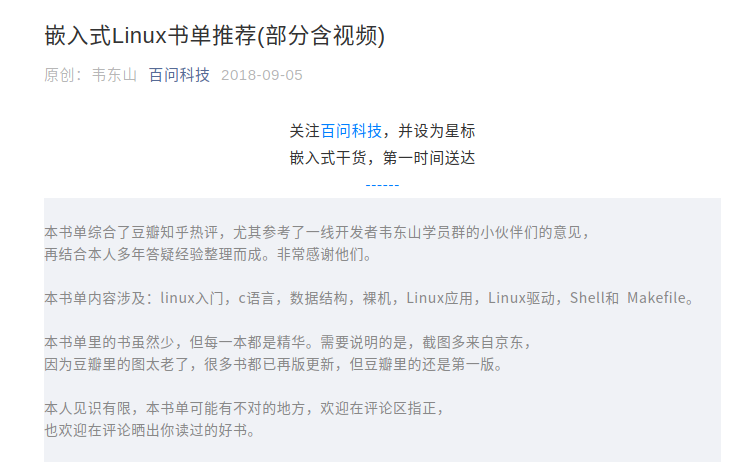 嵌入式Linux书单推荐(部分含视频)
原创： 韦东山 百问科技 2018-09-05
关注百问科技，并设为星标
嵌入式干货，第一时间送达
------
本书单综合了豆瓣知乎热评，尤其参考了一线开发者韦东山学员群的小伙伴们的意见，
再结合本人多年答疑经验整理而成。非常感谢他们。
本书单内容涉及：linux入门，c语言，数据结构，裸机，Linux应用，Linux驱动，Shell和 Makefile。
本书单里的书虽然少，但每一本都是精华。需要说明的是，截图多来自京东，
因为豆瓣里的图太老了，很多书都已再版更新，但豆瓣里的还是第一版。
本人见识有限，本书单可能有不对的地方，欢迎在评论区指正，
也欢迎在评论晒出你读过的好书。